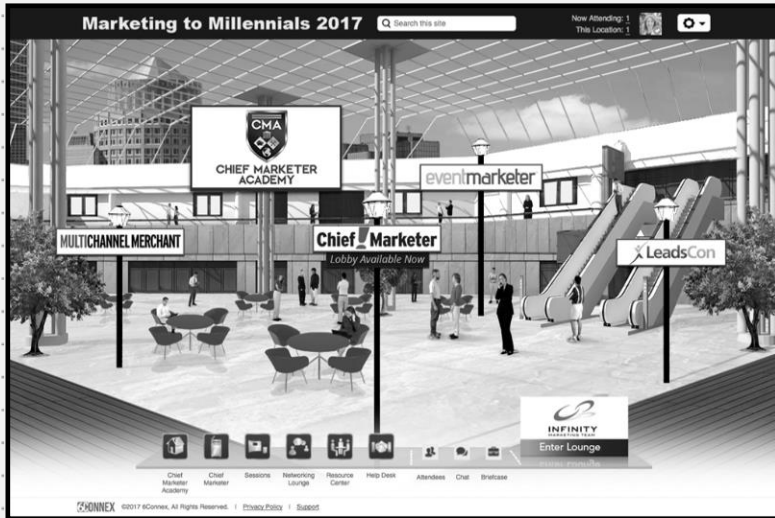 Marketing to Millennials 2017
Search this site
Now Attending: 1
This Location: 1
CMA
CHIEF MARKETER
ACADEMY
eventmarketer
MULTICHANNEL MERCHANT
Chief!Marketer
Lobby Available Now
LeadsCon
INFINITY
MARKETING TEAM
Enter Lounge
Chief
Marketer
Academy
Chief
Marketer
Sessions
Networking
Lounge
Resource
Center
Help Desk
Attendees
Chat
Briefcase
6CONNEX ©2017 6Connex, All Rights Reserved. | Privacy Policy | Support